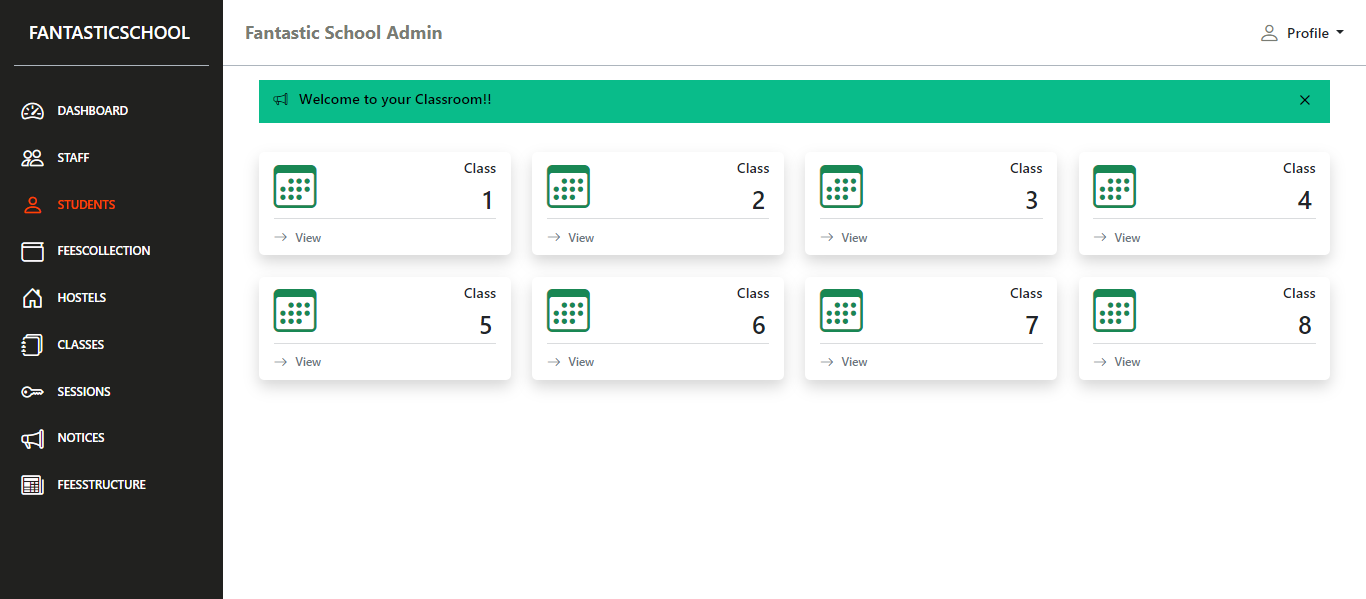 FANTASTICSCHOOL
DASHBOARD
STAFF
STUDENTS
FEESCOLLECTION
HOSTELS
CLASSES
SESSIONS
NOTICES
FEESSTRUCTURE
Fantastic School Admin
Profile
Welcome to your Classroom!!
Class
1
View
Class
2
View
Class
3
View
Class
4
View
Class
5
View
Class
6
View
Class
7
View
Class
8
View